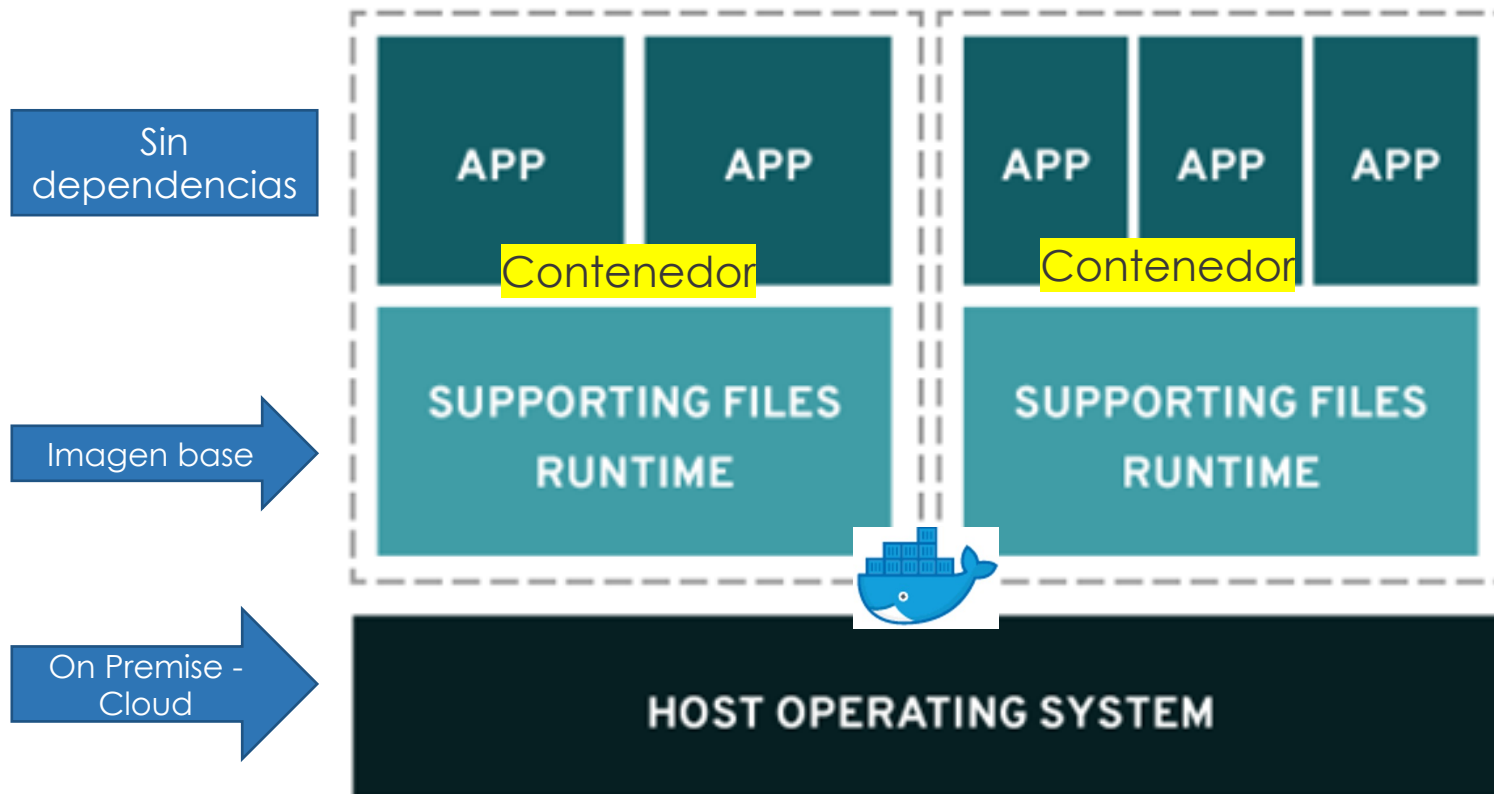 Sin
dependencias
APP
APP
APP
APP
APP
Contenedor
Contenedor
Imagen base
SUPPORTING FILES
RUNTIME
SUPPORTING FILES
RUNTIME
On Premise -
Cloud
HOST OPERATING SYSTEM